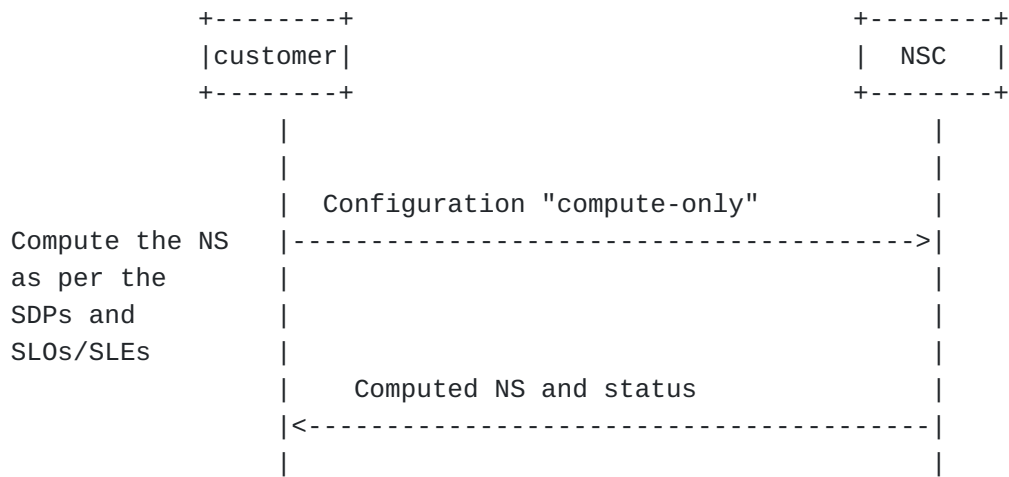 +--------+                                +--------+
|customer|                                |  NSC   |
+--------+                                +--------+
     |                                         |
     |                                         |
     |  Configuration "compute-only"           |
Compute the NS   |---------------------------------------->|
as per the       |                                         |
SDPs and         |                                         |
SLOs/SLEs        |                                         |
     |    Computed NS and status               |
     |<----------------------------------------|
     |                                         |